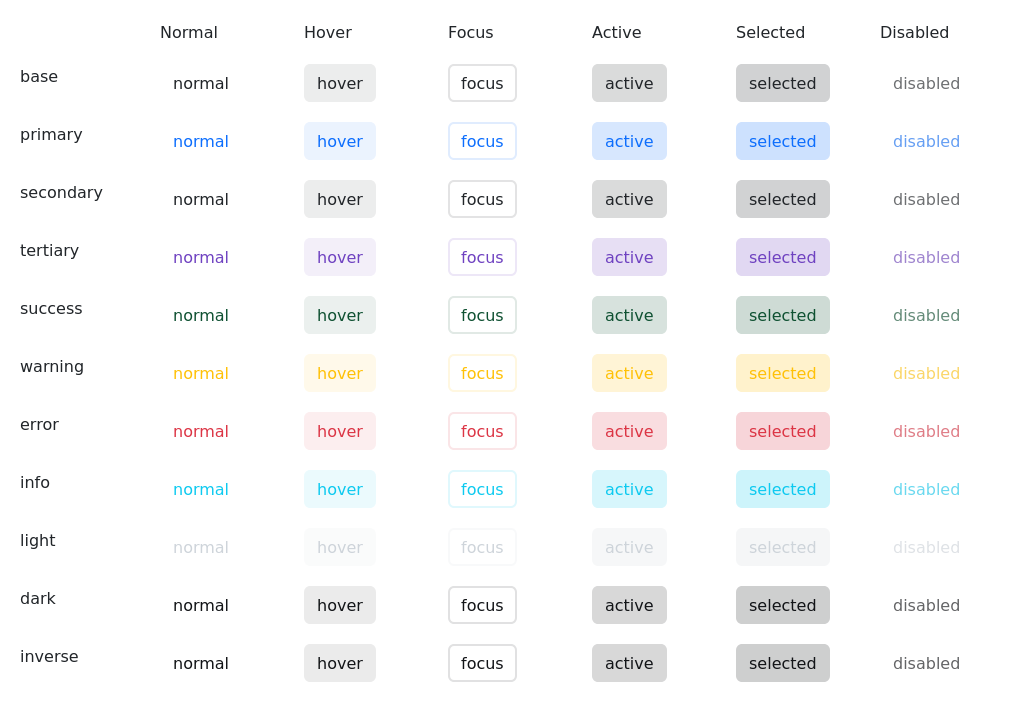 Normal Hover Focus Active Selected Disabled
base normal hover focus active selected disabled
primary normal hover focus active selected disabled
secondary normal hover focus active selected disabled
tertiary normal hover focus active selected disabled
success normal hover focus active selected disabled
warning normal hover focus active selected disabled
error normal hover focus active selected disabled
info normal hover focus active selected disabled
light normal hover focus active selected disabled
dark normal hover focus active selected disabled
inverse normal hover focus active selected disabled